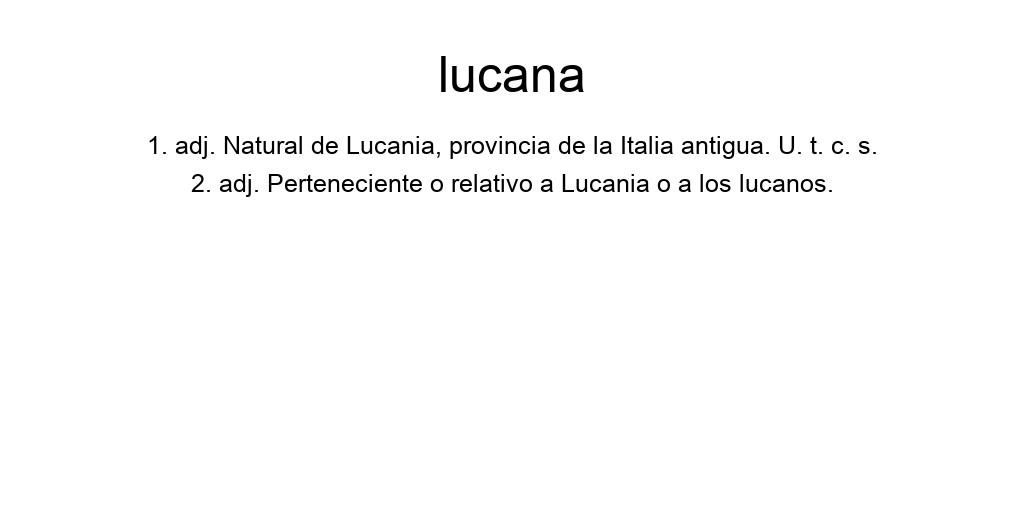 lucana
1. adj. Natural de Lucania, provincia de la Italia antigua. U. t. c. s.
2. adj. Perteneciente o relativo a Lucania o a los lucanos.